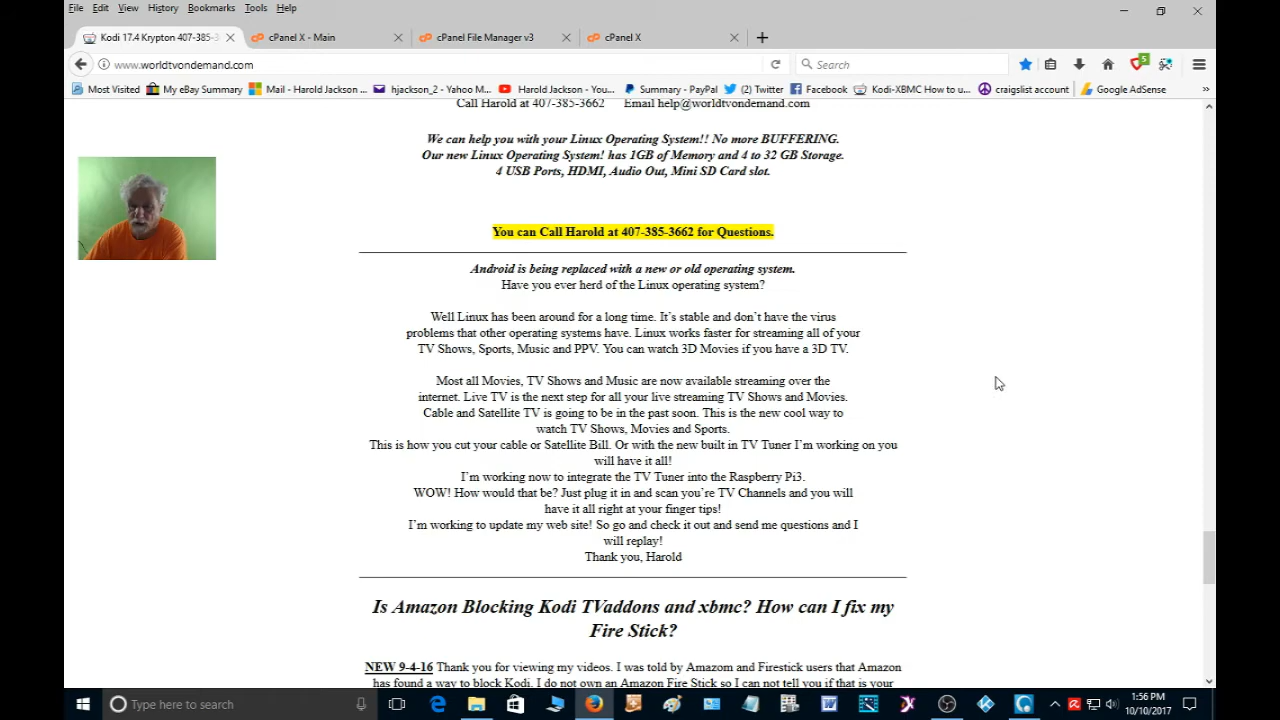 File Edit View History Bookmarks Tools Help
Kodi 17.4 Krypton 407-385-3 cPanel X - Main cPanel File Manager v3 cPanel X
www.worldtvondemand.com Search
Most Visited My eBay Summary Mail - Harold Jackson ... hjackson_2 - Yahoo M... Harold Jackson - You... Summary - PayPal (2) Twitter Facebook Kodi-XBMC How to u... craigslist account Google AdSense
Call Harold at 407-385-3662 Email help@worldtvondemand.com
We can help you with your Linux Operating System!! No more BUFFERING.
Our new Linux Operating System! has 1GB of Memory and 4 to 32 GB Storage.
4 USB Ports, HDMI, Audio Out, Mini SD Card slot.
You can Call Harold at 407-385-3662 for Questions.
Android is being replaced with a new or old operating system.
Have you ever herd of the Linux operating system?
Well Linux has been around for a long time. It's stable and don't have the virus
problems that other operating systems have. Linux works faster for streaming all of your
TV Shows, Sports, Music and PPV. You can watch 3D Movies if you have a 3D TV.
Most all Movies, TV Shows and Music are now available streaming over the
internet. Live TV is the next step for all your live streaming TV Shows and Movies.
Cable and Satellite TV is going to be in the past soon. This is the new cool way to
watch TV Shows, Movies and Sports.
This is how you cut your cable or Satellite Bill. Or with the new built in TV Tuner I'm working on you
will have it all!
I'm working now to integrate the TV Tuner into the Raspberry Pi3.
WOW! How would that be? Just plug it in and scan you're TV Channels and you will
have it all right at your finger tips!
I'm working to update my web site! So go and check it out and send me questions and I
will replay!
Thank you, Harold
Is Amazon Blocking Kodi TVaddons and xbmc? How can I fix my
Fire Stick?
NEW 9-4-16 Thank you for viewing my videos. I was told by Amazom and Firestick users that Amazon
has found a way to block Kodi. I do not own an Amazon Fire Stick so I can not tell you if that is your
Type here to search 1:56 PM
10/10/2017